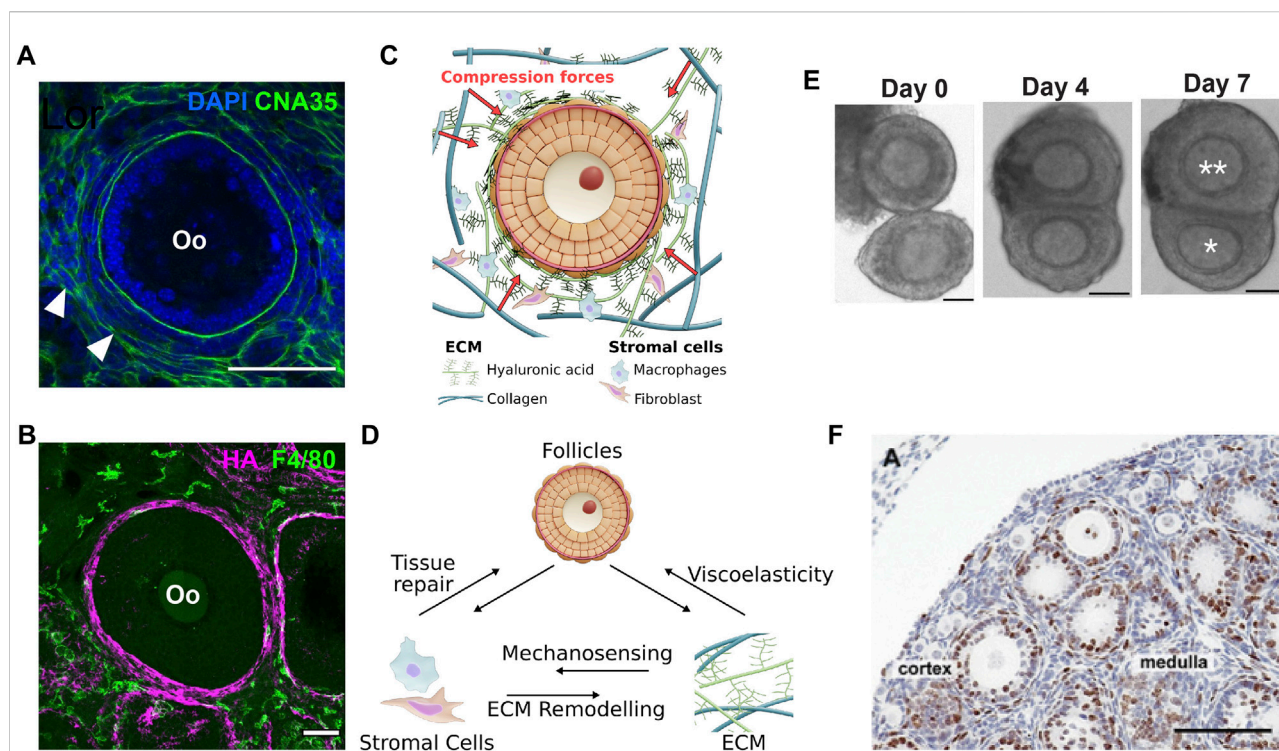 A
Lor
DAPI CNA35
Oo
B
HA F4/80
Oo
C
Compression forces
ECM
Stromal cells
Hyaluronic acid
Macrophages
Collagen
Fibroblast
D
Follicles
Tissue
repair
Viscoelasticity
Mechanosensing
ECM Remodelling
Stromal Cells
ECM
E
Day 0
Day 4
Day 7
**
*
F
A
cortex
medulla